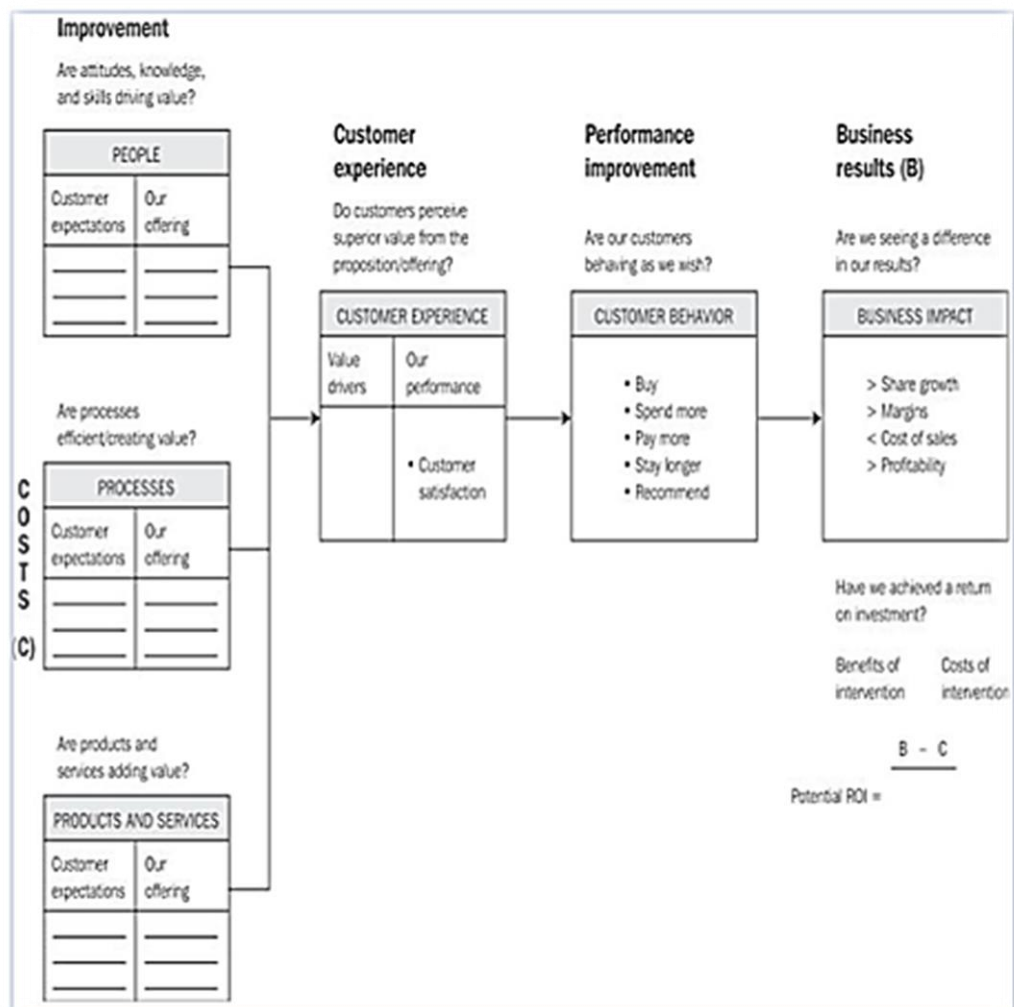 Improvement
Are attitudes, knowledge,
and skills driving value?
PEOPLE
Customer
expectations
Our
offering
Are processes
efficient/creating value?
COSTS (C)
PROCESSES
Customer
expectations
Our
offering
Are products and
services adding value?
PRODUCTS AND SERVICES
Customer
expectations
Our
offering
Customer
experience
Do customers perceive
superior value from the
proposition/offering?
CUSTOMER EXPERIENCE
Value
drivers
Our
performance
• Customer
satisfaction
Performance
improvement
Are our customers
behaving as we wish?
CUSTOMER BEHAVIOR
• Buy
• Spend more
• Pay more
• Stay longer
• Recommend
Business
results (B)
Are we seeing a difference
in our results?
BUSINESS IMPACT
> Share growth
> Margins
< Cost of sales
> Profitability
Have we achieved a return
on investment?
Benefits of
intervention
Costs of
intervention
B - C
Potential ROI =